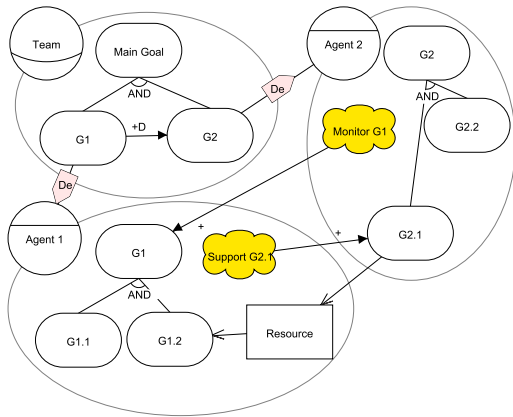 Team
Main Goal
Agent 2
G2
AND
De
AND
G2.2
G1
+D
G2
Monitor G1
De
Agent 1
G1
+
Support G2.1
+
G2.1
AND
G1.1
G1.2
Resource